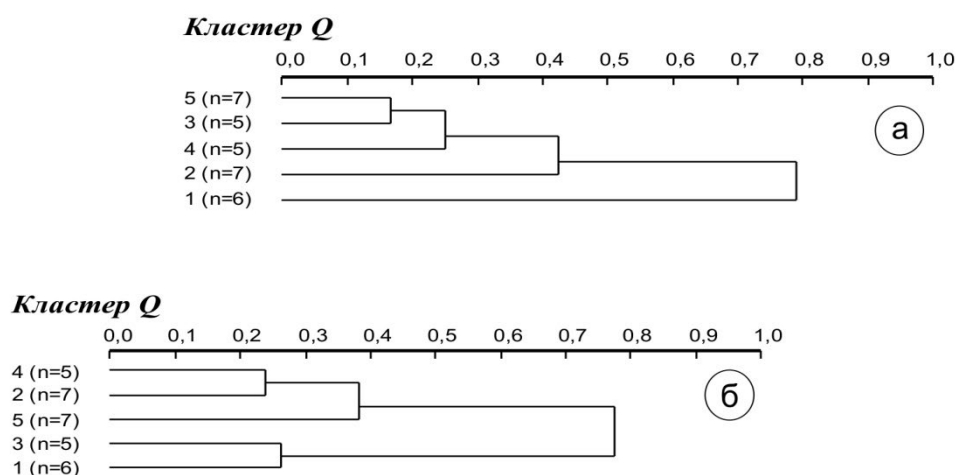 Кластер Q
0,0 0,1 0,2 0,3 0,4 0,5 0,6 0,7 0,8 0,9 1,0
5 (n=7)
3 (n=5)
4 (n=5)
2 (n=7)
1 (n=6)
а
Кластер Q
0,0 0,1 0,2 0,3 0,4 0,5 0,6 0,7 0,8 0,9 1,0
4 (n=5)
2 (n=7)
5 (n=7)
3 (n=5)
1 (n=6)
б